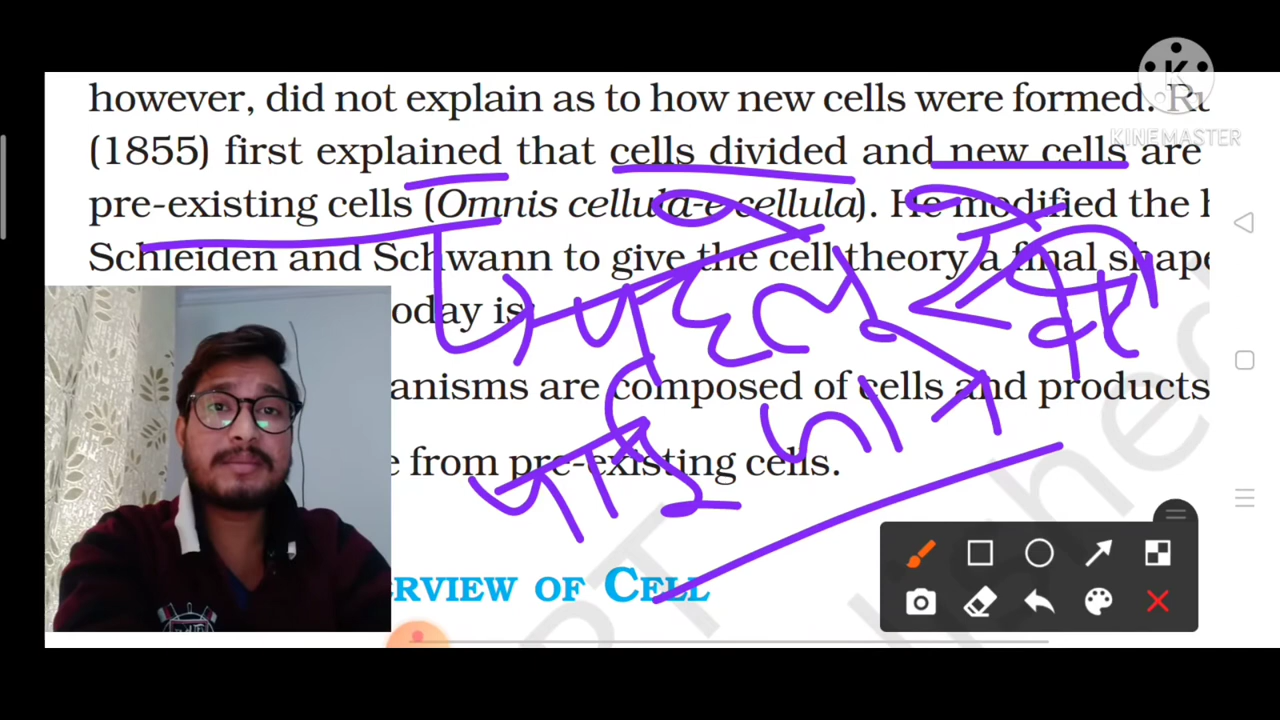 however, did not explain as to how new cells were formed.
KINEMASTER
(1855) first explained that cells divided and new cells are
pre-existing cells (Omnis cellula-e cellula). He modified the
Schleiden and Schwann to give the cell theory a final shape
oday is:
पहले से ही
anisms are composed of cells and products
पाई जाने
e from pre-existing cells.
RVIEW OF CELL